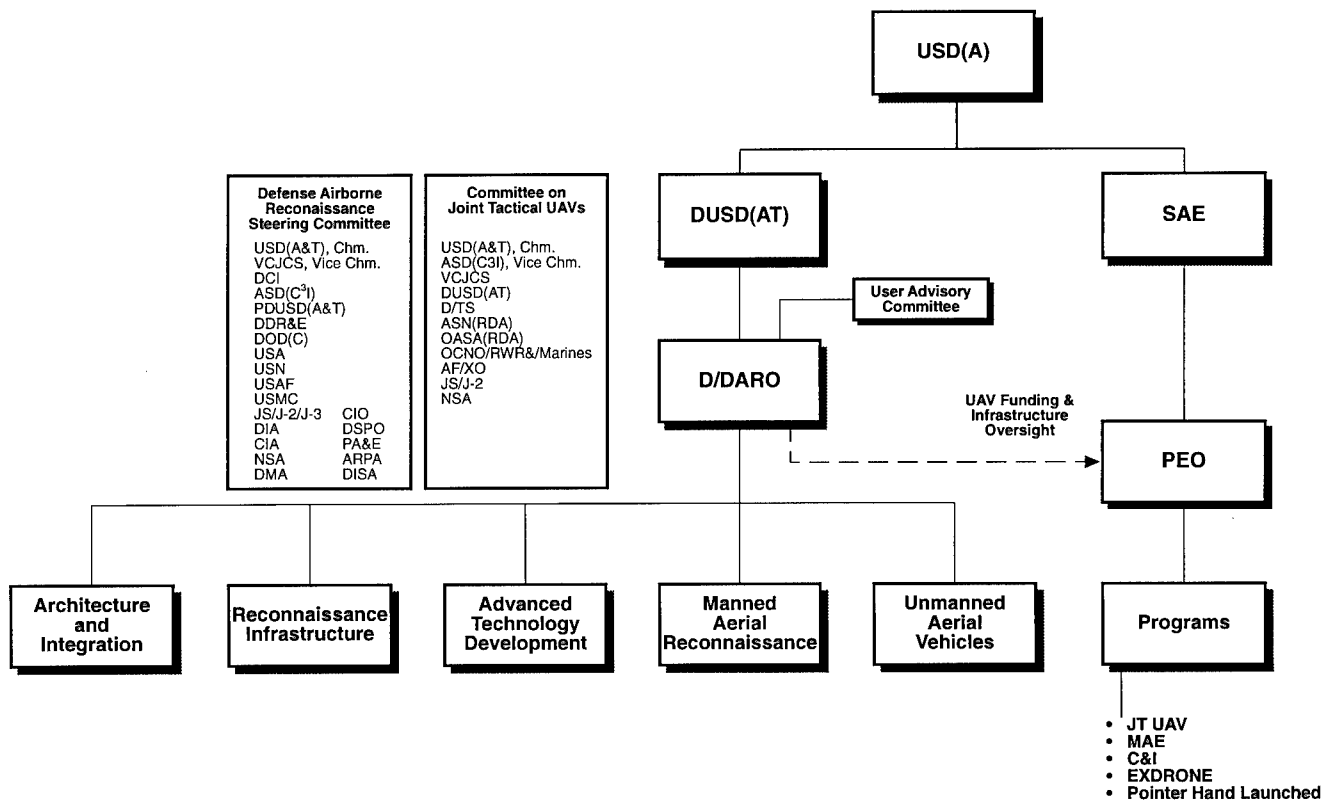 USD(A)
Defense Airborne
Reconaissance
Steering Committee
USD(A&T), Chm.
VCJCS, Vice Chm.
DCI
ASD(C³I)
PDUSD(A&T)
DDR&E
DOD(C)
USA
USN
USAF
USMC
JS/J-2/J-3 CIO
DIA DSPO
CIA PA&E
NSA ARPA
DMA DISA
Committee on
Joint Tactical UAVs
USD(A&T), Chm.
ASD(C3I), Vice Chm.
VCJCS
DUSD(AT)
D/TS
ASN(RDA)
OASA(RDA)
OCNO/RWR&/Marines
AF/XO
JS/J-2
NSA
DUSD(AT)
SAE
User Advisory
Committee
D/DARO
UAV Funding &
Infrastructure
Oversight
PEO
Architecture
and
Integration
Reconnaissance
Infrastructure
Advanced
Technology
Development
Manned
Aerial
Reconnaissance
Unmanned
Aerial
Vehicles
Programs
• JT UAV
• MAE
• C&I
• EXDRONE
• Pointer Hand Launched